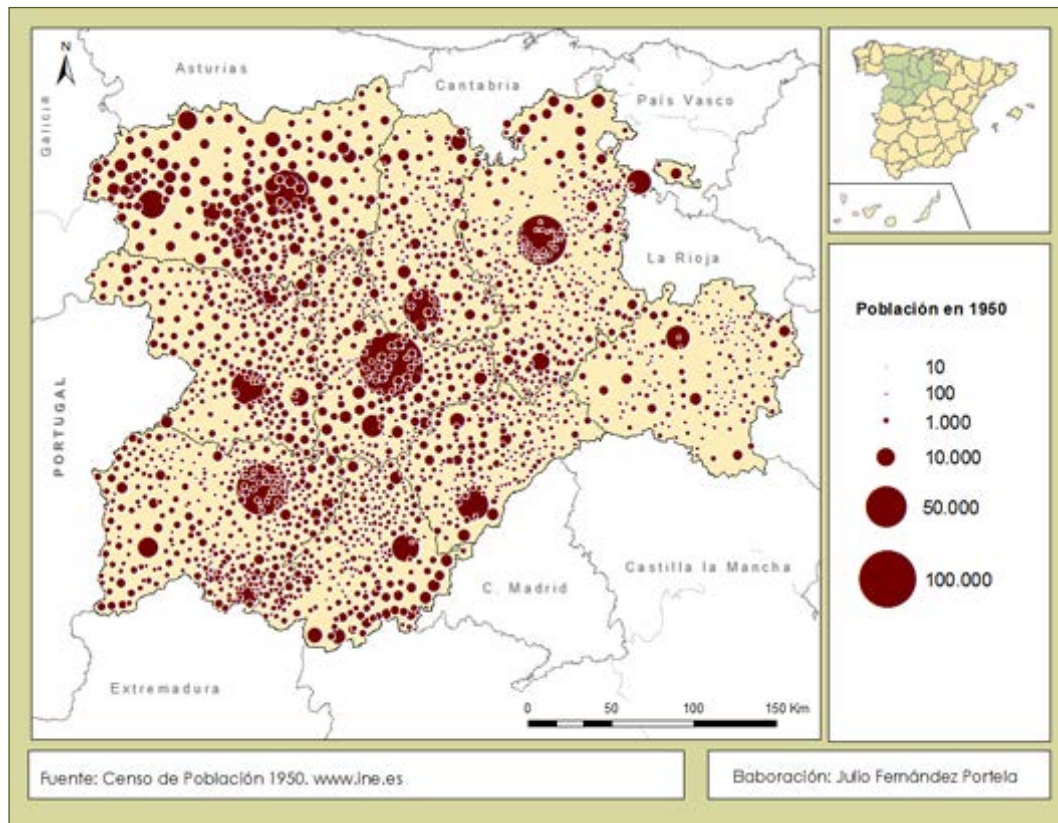 N
Asturias
Cantabria
País Vasco
Galicia
La Rioja
PORTUGAL
Castilla la Mancha
C. Madrid
Extremadura
0 50 100 150 Km
Población en 1950
10
100
1.000
10.000
50.000
100.000
Fuente: Censo de Población 1950. www.ine.es
Elaboración: Julio Fernández Portela